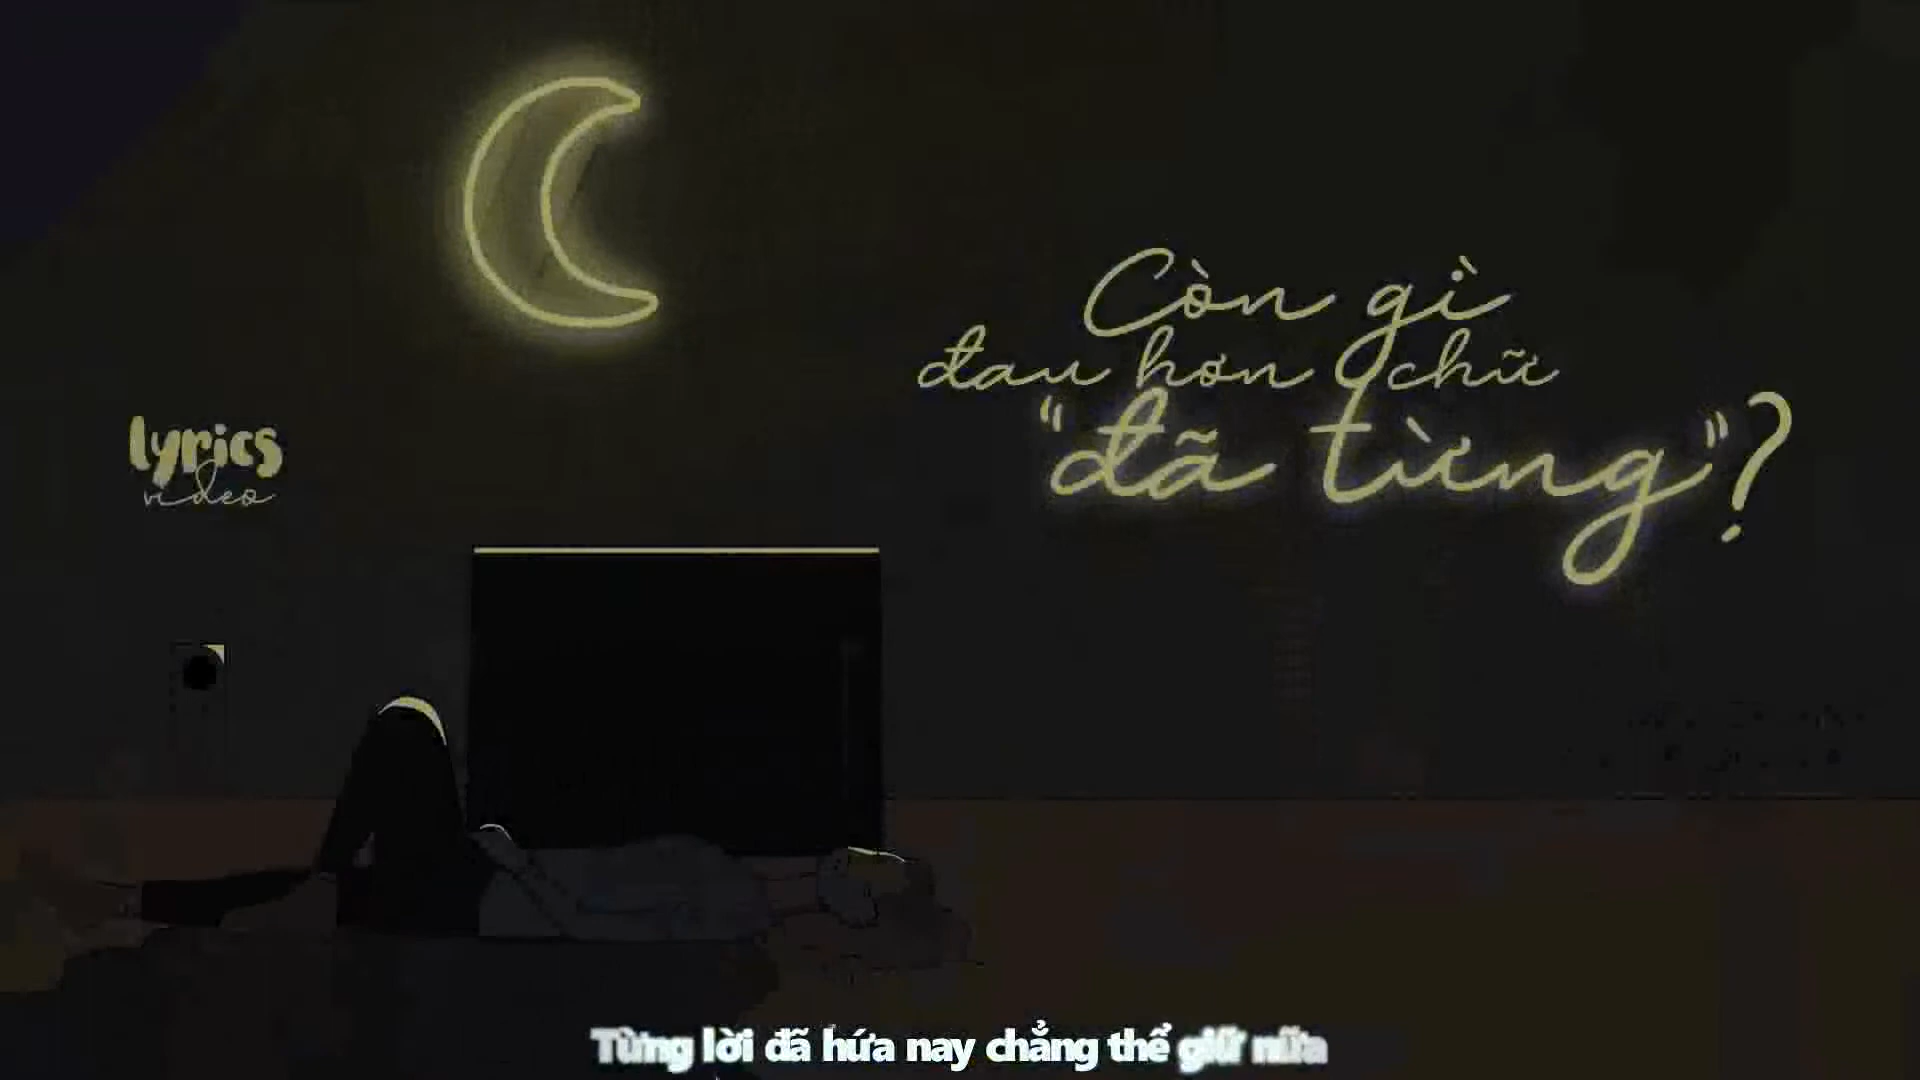 Còn gì
đau hơn chữ
"đã từng"?
lyrics
video
Từng lời đã hứa nay chẳng thể giữ nữa